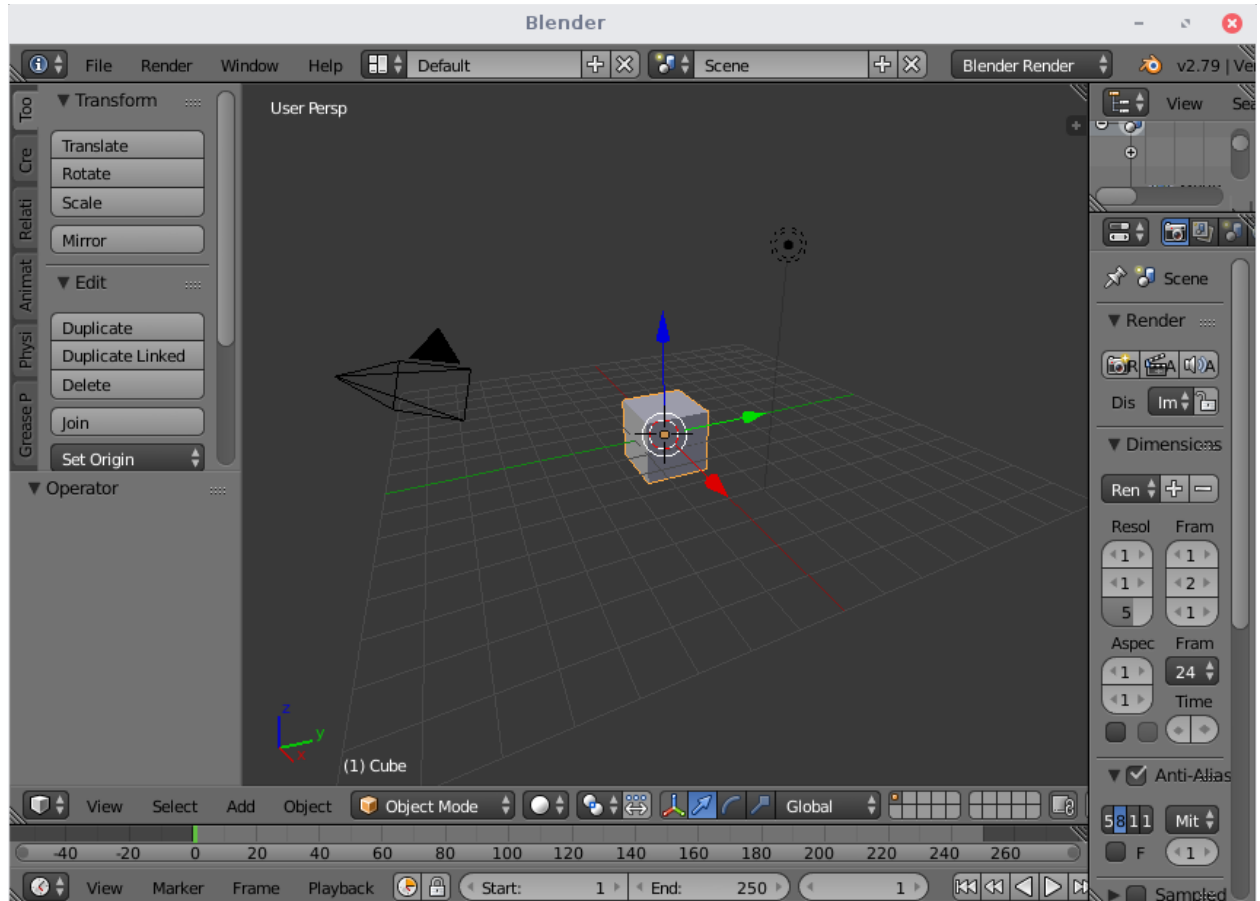 Blender
File Render Window Help Default Scene Blender Render v2.79 | Ve
Too
Cre
Relati
Animat
Physi
Grease P
Transform
Translate
Rotate
Scale
Mirror
Edit
Duplicate
Duplicate Linked
Delete
Join
Set Origin
Operator
User Persp
z
y
x
(1) Cube
View Select Add Object Object Mode Global
-40 -20 0 20 40 60 80 100 120 140 160 180 200 220 240 260
View Marker Frame Playback Start: 1 End: 250 1
View Sea
Scene
Render
R A A
Dis Im
Dimensions
Ren
Resol Fram
1 1
1 2
5 1
Aspec Fram
1 24
1 Time
Anti-Alias
5 8 1 1 Mit
F 1
Sampled